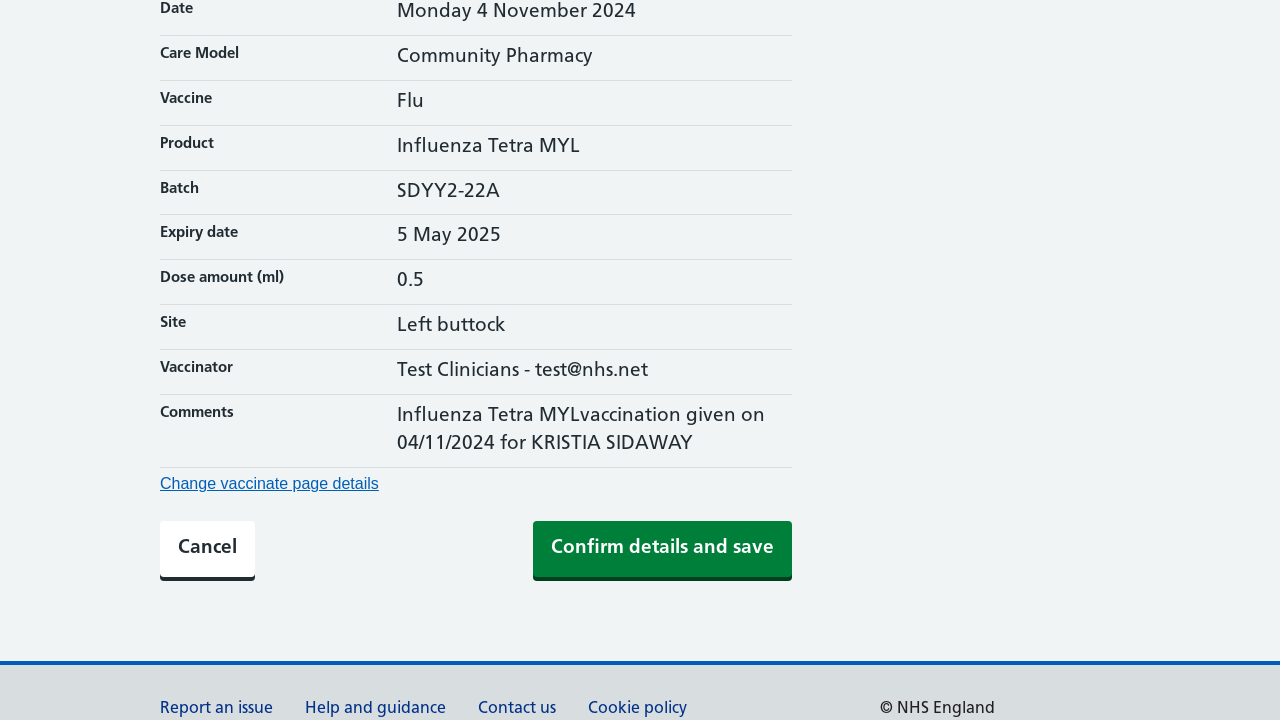 Date Monday 4 November 2024
Care Model Community Pharmacy
Vaccine Flu
Product Influenza Tetra MYL
Batch SDYY2-22A
Expiry date 5 May 2025
Dose amount (ml) 0.5
Site Left buttock
Vaccinator Test Clinicians - test@nhs.net
Comments Influenza Tetra MYLvaccination given on
04/11/2024 for KRISTIA SIDAWAY
Change vaccinate page details
Cancel Confirm details and save
Report an issue Help and guidance Contact us Cookie policy © NHS England